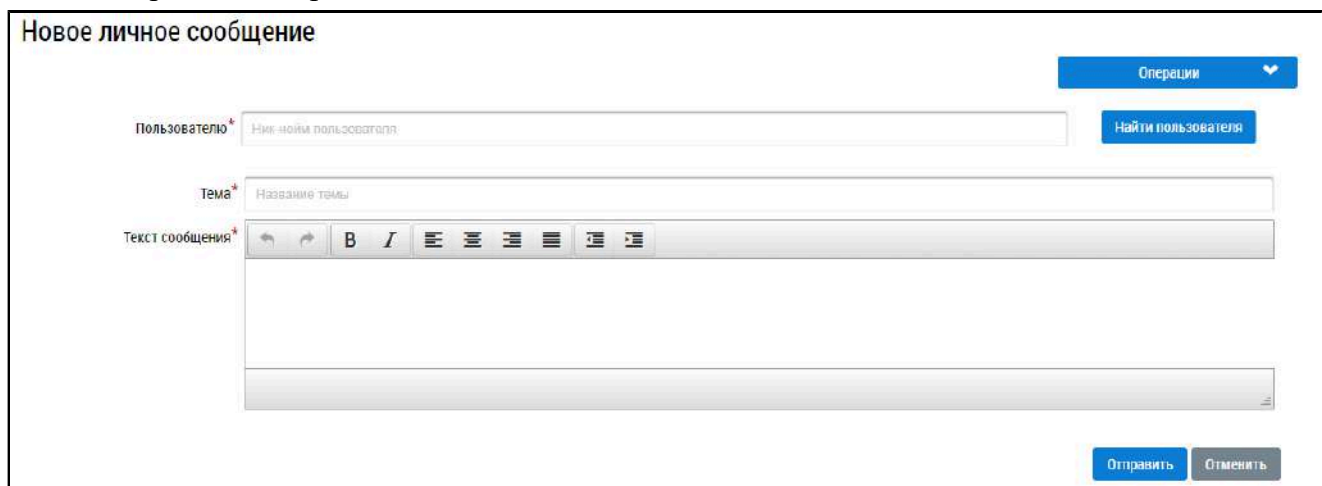 Новое личное сообщение
Операции
Пользователю* Ник-нейм пользователя Найти пользователя
Тема* Название темы
Текст сообщения* B I
Отправить Отменить